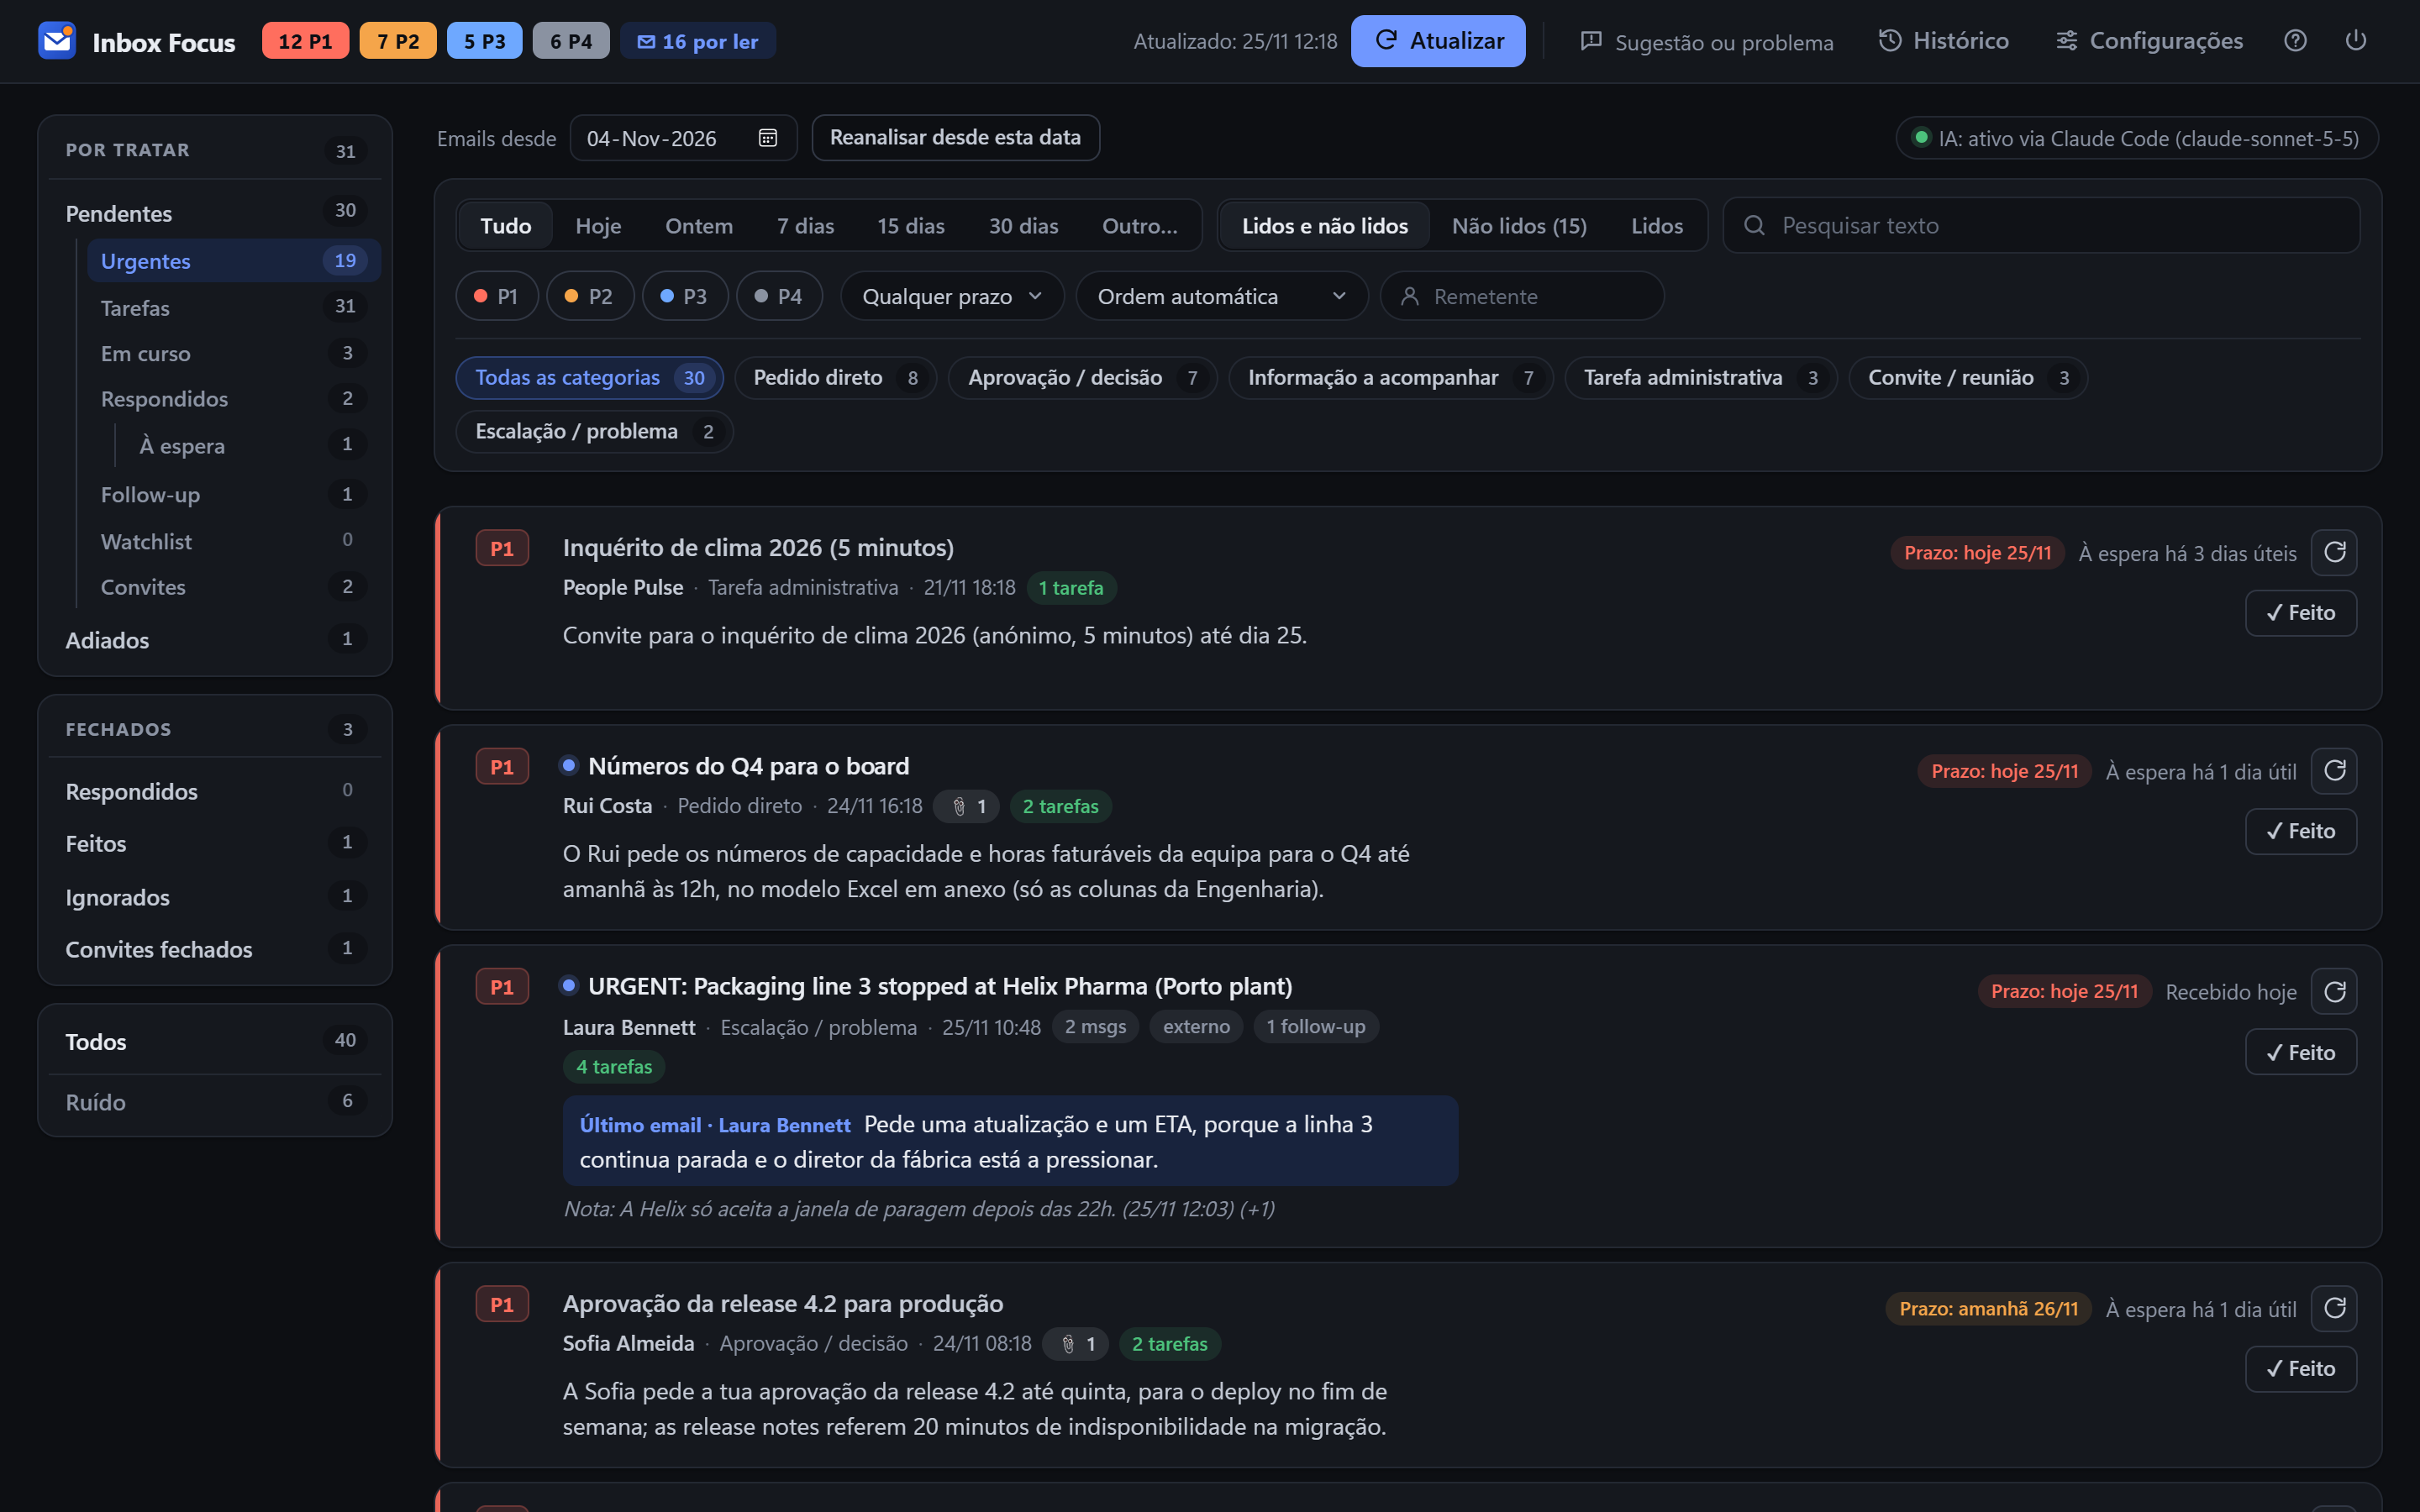 Inbox Focus 12 P1 7 P2 5 P3 6 P4 16 por ler Atualizado: 25/11 12:18 Atualizar Sugestão ou problema Histórico Configurações
POR TRATAR 31
Pendentes 30
Urgentes 19
Tarefas 31
Em curso 3
Respondidos 2
À espera 1
Follow-up 1
Watchlist 0
Convites 2
Adiados 1
FECHADOS 3
Respondidos 0
Feitos 1
Ignorados 1
Convites fechados 1
Todos 40
Ruído 6
Emails desde 04-Nov-2026 Reanalisar desde esta data IA: ativo via Claude Code (claude-sonnet-5-5)
Tudo Hoje Ontem 7 dias 15 dias 30 dias Outro... Lidos e não lidos Não lidos (15) Lidos Pesquisar texto
P1 P2 P3 P4 Qualquer prazo Ordem automática Remetente
Todas as categorias 30 Pedido direto 8 Aprovação / decisão 7 Informação a acompanhar 7 Tarefa administrativa 3 Convite / reunião 3
Escalação / problema 2
P1 Inquérito de clima 2026 (5 minutos) Prazo: hoje 25/11 À espera há 3 dias úteis
People Pulse · Tarefa administrativa · 21/11 18:18 1 tarefa
✓ Feito
Convite para o inquérito de clima 2026 (anónimo, 5 minutos) até dia 25.
P1 Números do Q4 para o board Prazo: hoje 25/11 À espera há 1 dia útil
Rui Costa · Pedido direto · 24/11 16:18 1 2 tarefas
✓ Feito
O Rui pede os números de capacidade e horas faturáveis da equipa para o Q4 até
amanhã às 12h, no modelo Excel em anexo (só as colunas da Engenharia).
P1 URGENT: Packaging line 3 stopped at Helix Pharma (Porto plant) Prazo: hoje 25/11 Recebido hoje
Laura Bennett · Escalação / problema · 25/11 10:48 2 msgs externo 1 follow-up
✓ Feito
4 tarefas
Último email · Laura Bennett Pede uma atualização e um ETA, porque a linha 3
continua parada e o diretor da fábrica está a pressionar.
Nota: A Helix só aceita a janela de paragem depois das 22h. (25/11 12:03) (+1)
P1 Aprovação da release 4.2 para produção Prazo: amanhã 26/11 À espera há 1 dia útil
Sofia Almeida · Aprovação / decisão · 24/11 08:18 1 2 tarefas
✓ Feito
A Sofia pede a tua aprovação da release 4.2 até quinta, para o deploy no fim de
semana; as release notes referem 20 minutos de indisponibilidade na migração.